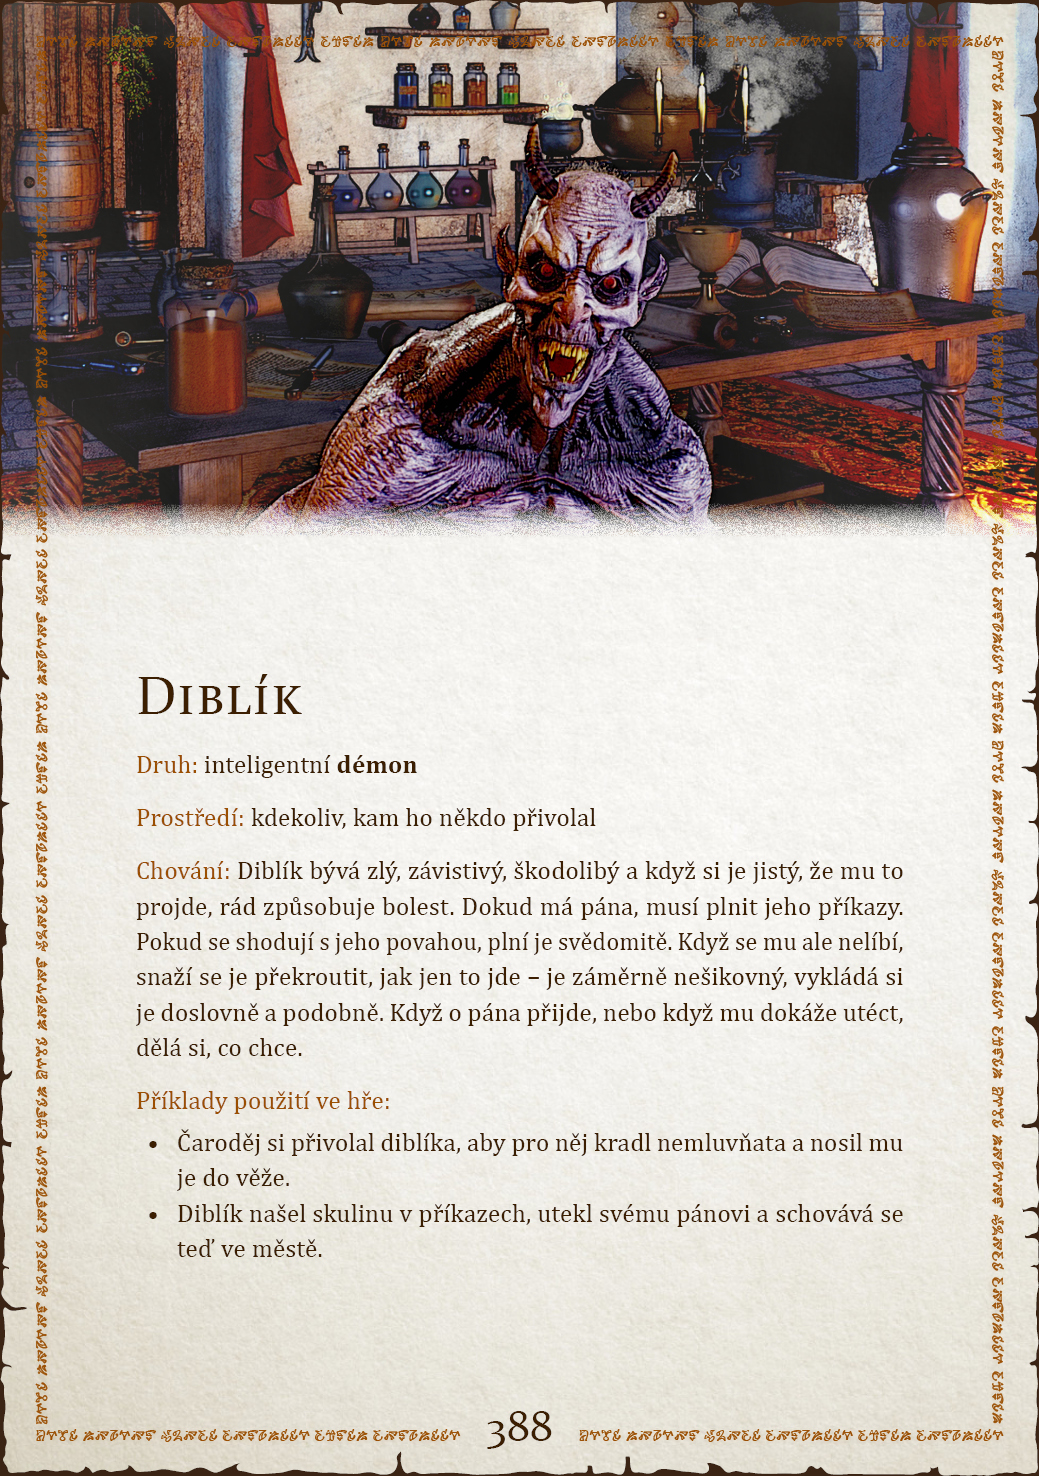 Diblík
Druh: inteligentní démon
Prostředí: kdekoliv, kam ho někdo přivolal
Chování: Diblík bývá zlý, závistivý, škodolibý a když si je jistý, že mu to
projde, rád způsobuje bolest. Dokud má pána, musí plnit jeho příkazy.
Pokud se shodují s jeho povahou, plní je svědomitě. Když se mu ale nelíbí,
snaží se je překroutit, jak jen to jde – je záměrně nešikovný, vykládá si
je doslovně a podobně. Když o pána přijde, nebo když mu dokáže utéct,
dělá si, co chce.
Příklady použití ve hře:
• Čaroděj si přivolal diblíka, aby pro něj kradl nemluvňata a nosil mu
je do věže.
• Diblík našel skulinu v příkazech, utekl svému pánovi a schovává se
teď ve městě.
388